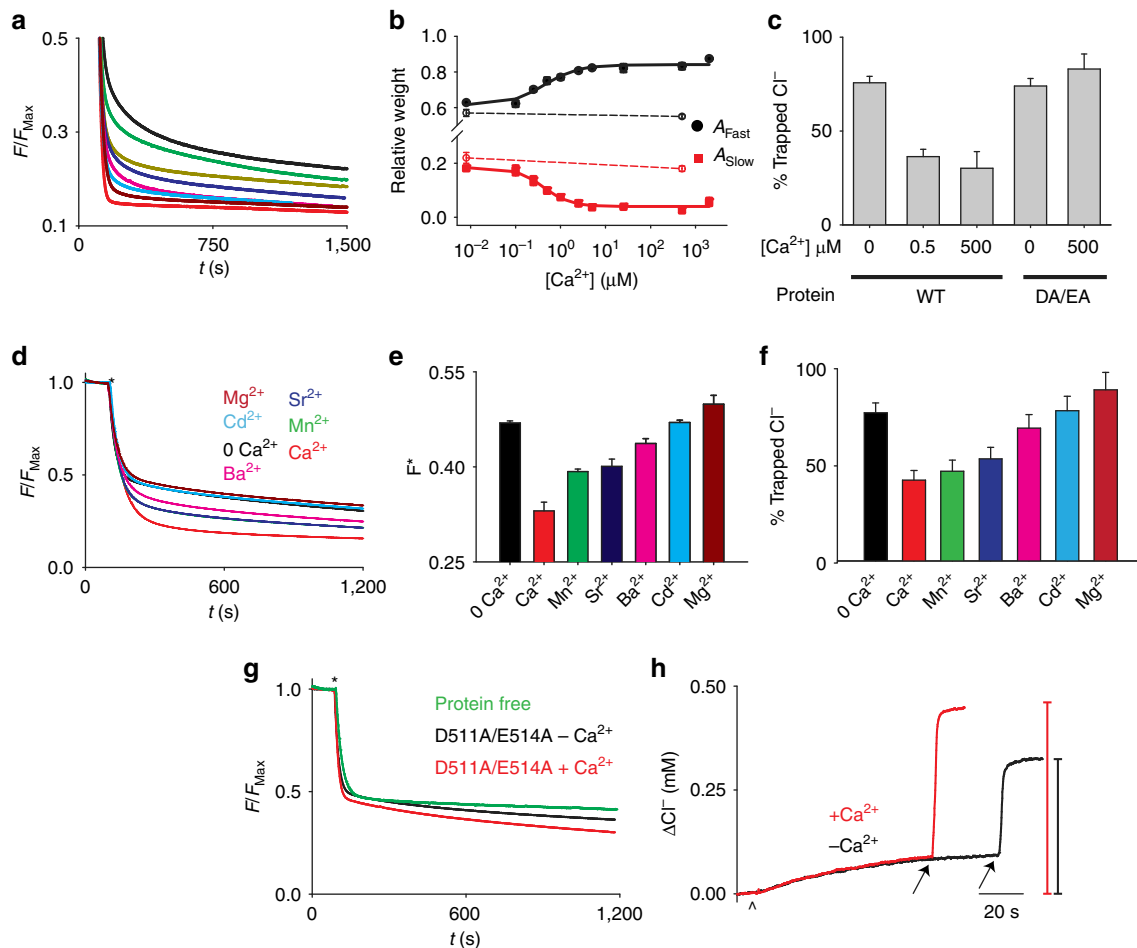 a
F/F_Max
0.5
0.3
0.1
0
750
1,500
t (s)
b
Relative weight
1.0
0.8
0.6
0.2
0.0
A_Fast
A_Slow
10⁻² 10⁻¹ 10⁰ 10¹ 10² 10³
[Ca²⁺] (μM)
c
% Trapped Cl⁻
100
50
0
[Ca²⁺] μM 0 0.5 500 0 500
Protein WT DA/EA
d
F/F_Max
1.0
0.5
0.0
*
Mg²⁺ Sr²⁺
Cd²⁺ Mn²⁺
0 Ca²⁺ Ca²⁺
Ba²⁺
0 600 1,200
t (s)
e
F*
0.55
0.40
0.25
0 Ca²⁺ Ca²⁺ Mn²⁺ Sr²⁺ Ba²⁺ Cd²⁺ Mg²⁺
f
% Trapped Cl⁻
100
50
0
0 Ca²⁺ Ca²⁺ Mn²⁺ Sr²⁺ Ba²⁺ Cd²⁺ Mg²⁺
g
F/F_Max
1.0
0.5
0.0
*
Protein free
D511A/E514A – Ca²⁺
D511A/E514A + Ca²⁺
0 600 1,200
t (s)
h
ΔCl⁻ (mM)
0.50
0.25
0.00
+Ca²⁺
–Ca²⁺
^
20 s